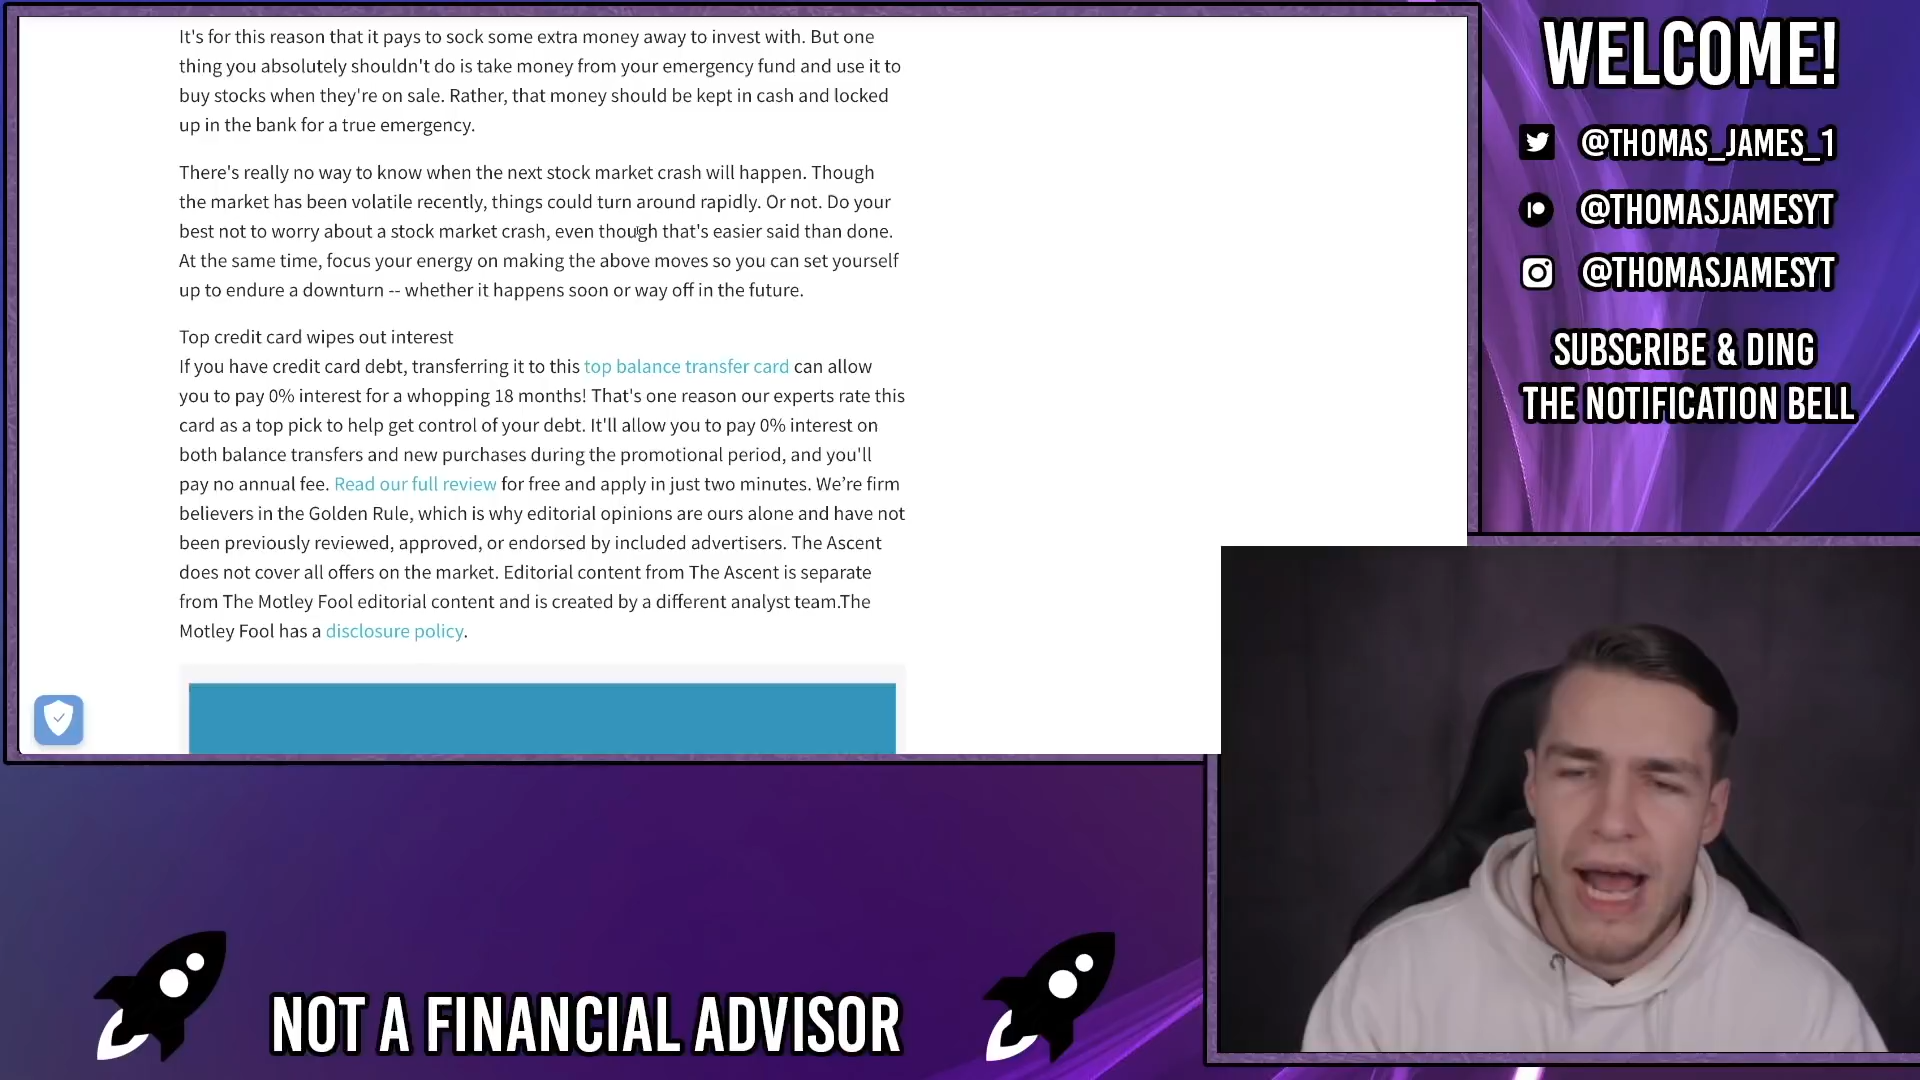 It's for this reason that it pays to sock some extra money away to invest with. But one
thing you absolutely shouldn't do is take money from your emergency fund and use it to
buy stocks when they're on sale. Rather, that money should be kept in cash and locked
up in the bank for a true emergency.
There's really no way to know when the next stock market crash will happen. Though
the market has been volatile recently, things could turn around rapidly. Or not. Do your
best not to worry about a stock market crash, even though that's easier said than done.
At the same time, focus your energy on making the above moves so you can set yourself
up to endure a downturn -- whether it happens soon or way off in the future.
Top credit card wipes out interest
If you have credit card debt, transferring it to this top balance transfer card can allow
you to pay 0% interest for a whopping 18 months! That's one reason our experts rate this
card as a top pick to help get control of your debt. It'll allow you to pay 0% interest on
both balance transfers and new purchases during the promotional period, and you'll
pay no annual fee. Read our full review for free and apply in just two minutes. We’re firm
believers in the Golden Rule, which is why editorial opinions are ours alone and have not
been previously reviewed, approved, or endorsed by included advertisers. The Ascent
does not cover all offers on the market. Editorial content from The Ascent is separate
from The Motley Fool editorial content and is created by a different analyst team.The
Motley Fool has a disclosure policy.
WELCOME!
@THOMAS_JAMES_1
@THOMASJAMESYT
@THOMASJAMESYT
SUBSCRIBE & DING
THE NOTIFICATION BELL
NOT A FINANCIAL ADVISOR